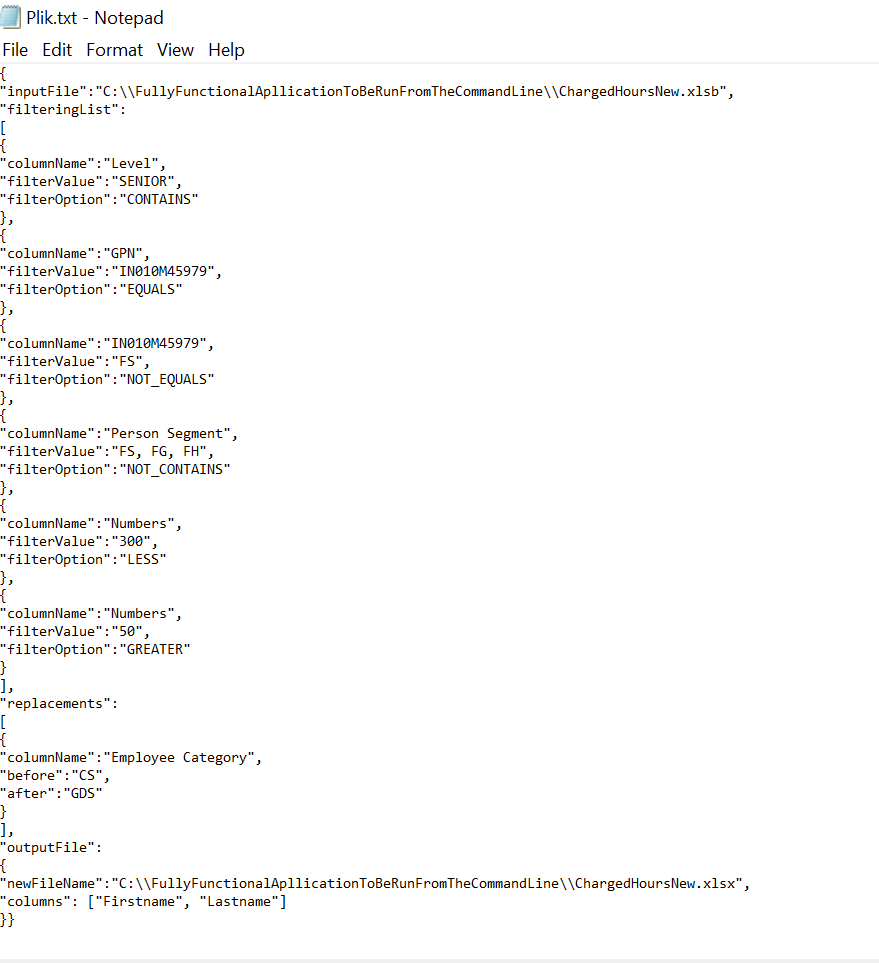 Plik.txt - Notepad
File Edit Format View Help
{
"inputFile":"C:\\FullyFunctionalApllicationToBeRunFromTheCommandLine\\ChargedHoursNew.xlsb",
"filteringList":
[
{
"columnName":"Level",
"filterValue":"SENIOR",
"filterOption":"CONTAINS"
},
{
"columnName":"GPN",
"filterValue":"IN010M45979",
"filterOption":"EQUALS"
},
{
"columnName":"IN010M45979",
"filterValue":"FS",
"filterOption":"NOT_EQUALS"
},
{
"columnName":"Person Segment",
"filterValue":"FS, FG, FH",
"filterOption":"NOT_CONTAINS"
},
{
"columnName":"Numbers",
"filterValue":"300",
"filterOption":"LESS"
},
{
"columnName":"Numbers",
"filterValue":"50",
"filterOption":"GREATER"
}
],
"replacements":
[
{
"columnName":"Employee Category",
"before":"CS",
"after":"GDS"
}
],
"outputFile":
{
"newFileName":"C:\\FullyFunctionalApllicationToBeRunFromTheCommandLine\\ChargedHoursNew.xlsx",
"columns": ["Firstname", "Lastname"]
}}